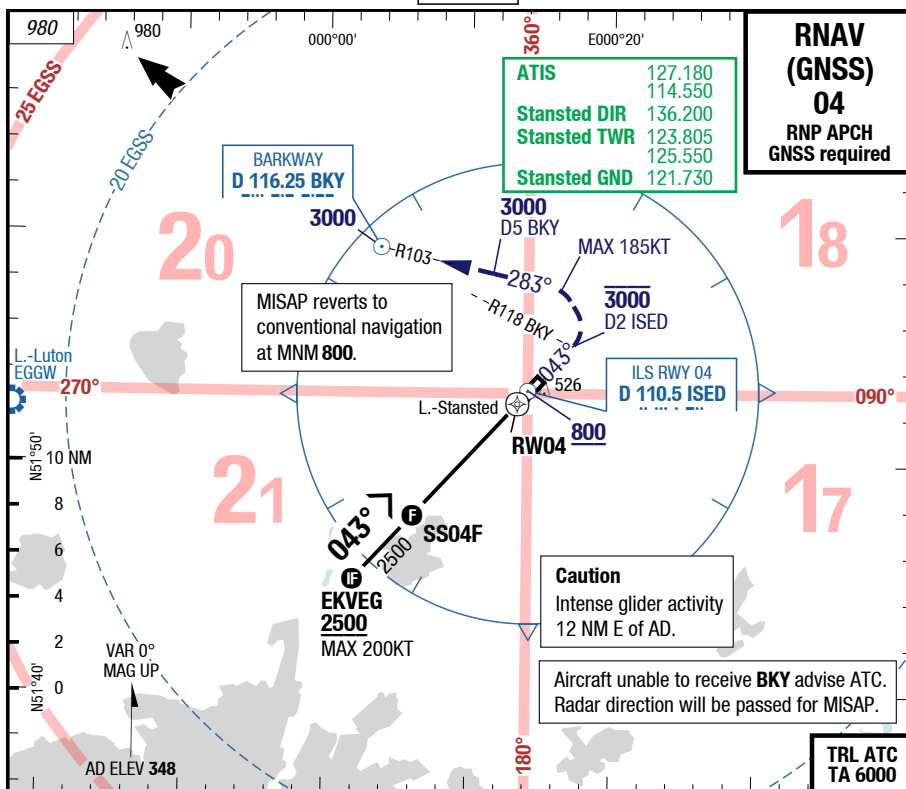 980
980
000°00'
360°
E000°20'
RNAV
(GNSS)
04
RNP APCH
GNSS required
25 EGSS
20 EGSS
ATIS 127.180
114.550
Stansted DIR 136.200
Stansted TWR 123.805
125.550
Stansted GND 121.730
BARKWAY
D 116.25 BKY
3000
R103
3000
D5 BKY
283°
MAX 185KT
20
18
3000
D2 ISED
R118 BKY
043°
MISAP reverts to
conventional navigation
at MNM 800.
L.-Luton
EGGW
270°
526
ILS RWY 04
D 110.5 ISED
090°
L.-Stansted
RW04
800
N51°50'
10 NM
8
6
4
2
0
N51°40'
21
17
043°
F
SS04F
2500
IF
EKVEG
2500
MAX 200KT
Caution
Intense glider activity
12 NM E of AD.
VAR 0°
MAG UP
AD ELEV 348
180°
Aircraft unable to receive BKY advise ATC.
Radar direction will be passed for MISAP.
TRL ATC
TA 6000